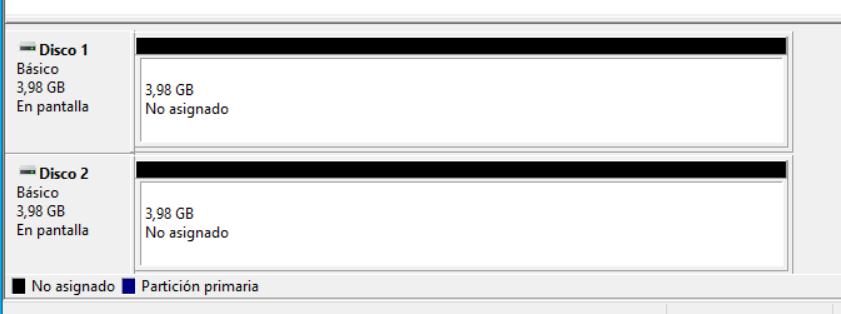 Disco 1
Básico
3,98 GB
En pantalla
3,98 GB
No asignado
Disco 2
Básico
3,98 GB
En pantalla
3,98 GB
No asignado
No asignado Partición primaria